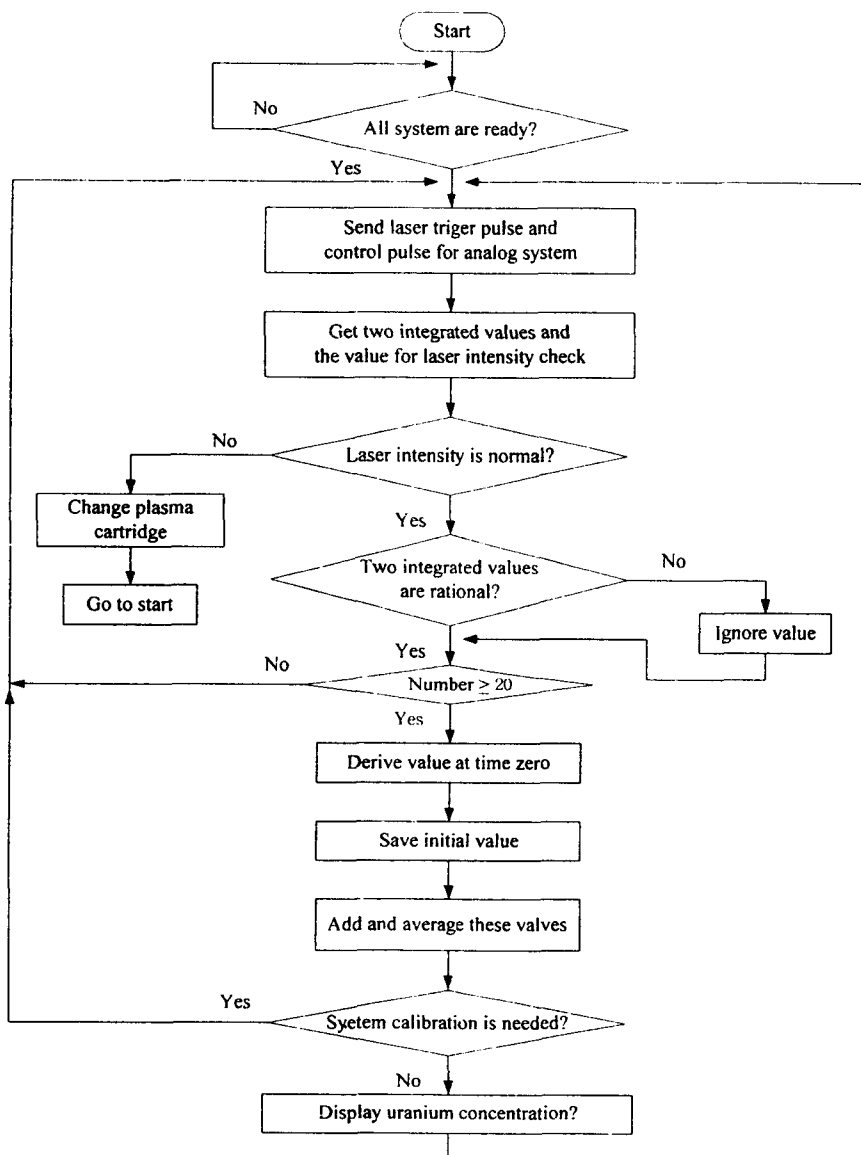 Start
No
All system are ready?
Yes
Send laser triger pulse and
control pulse for analog system
Get two integrated values and
the value for laser intensity check
No
Laser intensity is normal?
Change plasma
cartridge
Yes
Two integrated values
are rational?
No
Go to start
Ignore value
Yes
No
Number ≥ 20
Yes
Derive value at time zero
Save initial value
Add and average these valves
Yes
Syetem calibration is needed?
No
Display uranium concentration?